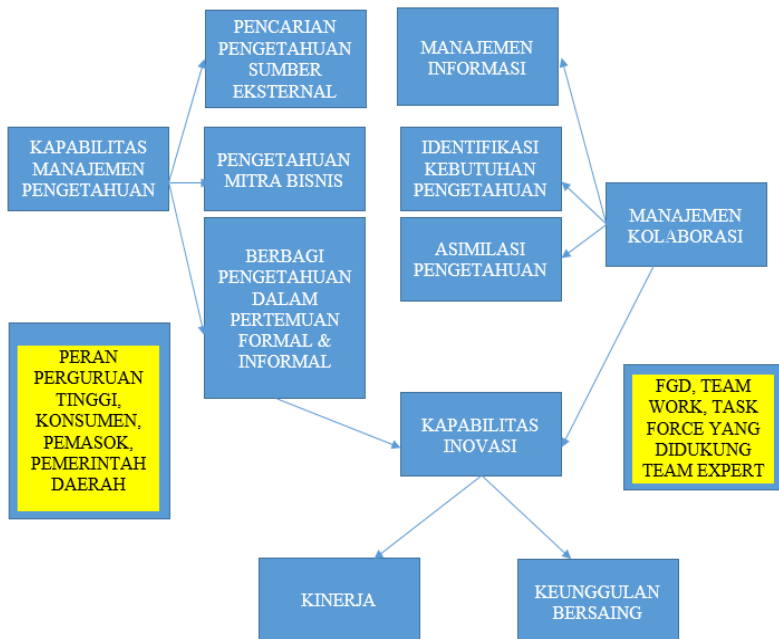 PENCARIAN
PENGETAHUAN
SUMBER
EKSTERNAL
MANAJEMEN
INFORMASI
KAPABILITAS
MANAJEMEN
PENGETAHUAN
PENGETAHUAN
MITRA BISNIS
IDENTIFIKASI
KEBUTUHAN
PENGETAHUAN
MANAJEMEN
KOLABORASI
BERBAGI
PENGETAHUAN
DALAM
PERTEMUAN
FORMAL &
INFORMAL
ASIMILASI
PENGETAHUAN
PERAN
PERGURUAN
TINGGI,
KONSUMEN,
PEMASOK,
PEMERINTAH
DAERAH
KAPABILITAS
INOVASI
FGD, TEAM
WORK, TASK
FORCE YANG
DIDUKUNG
TEAM EXPERT
KINERJA
KEUNGGULAN
BERSAING